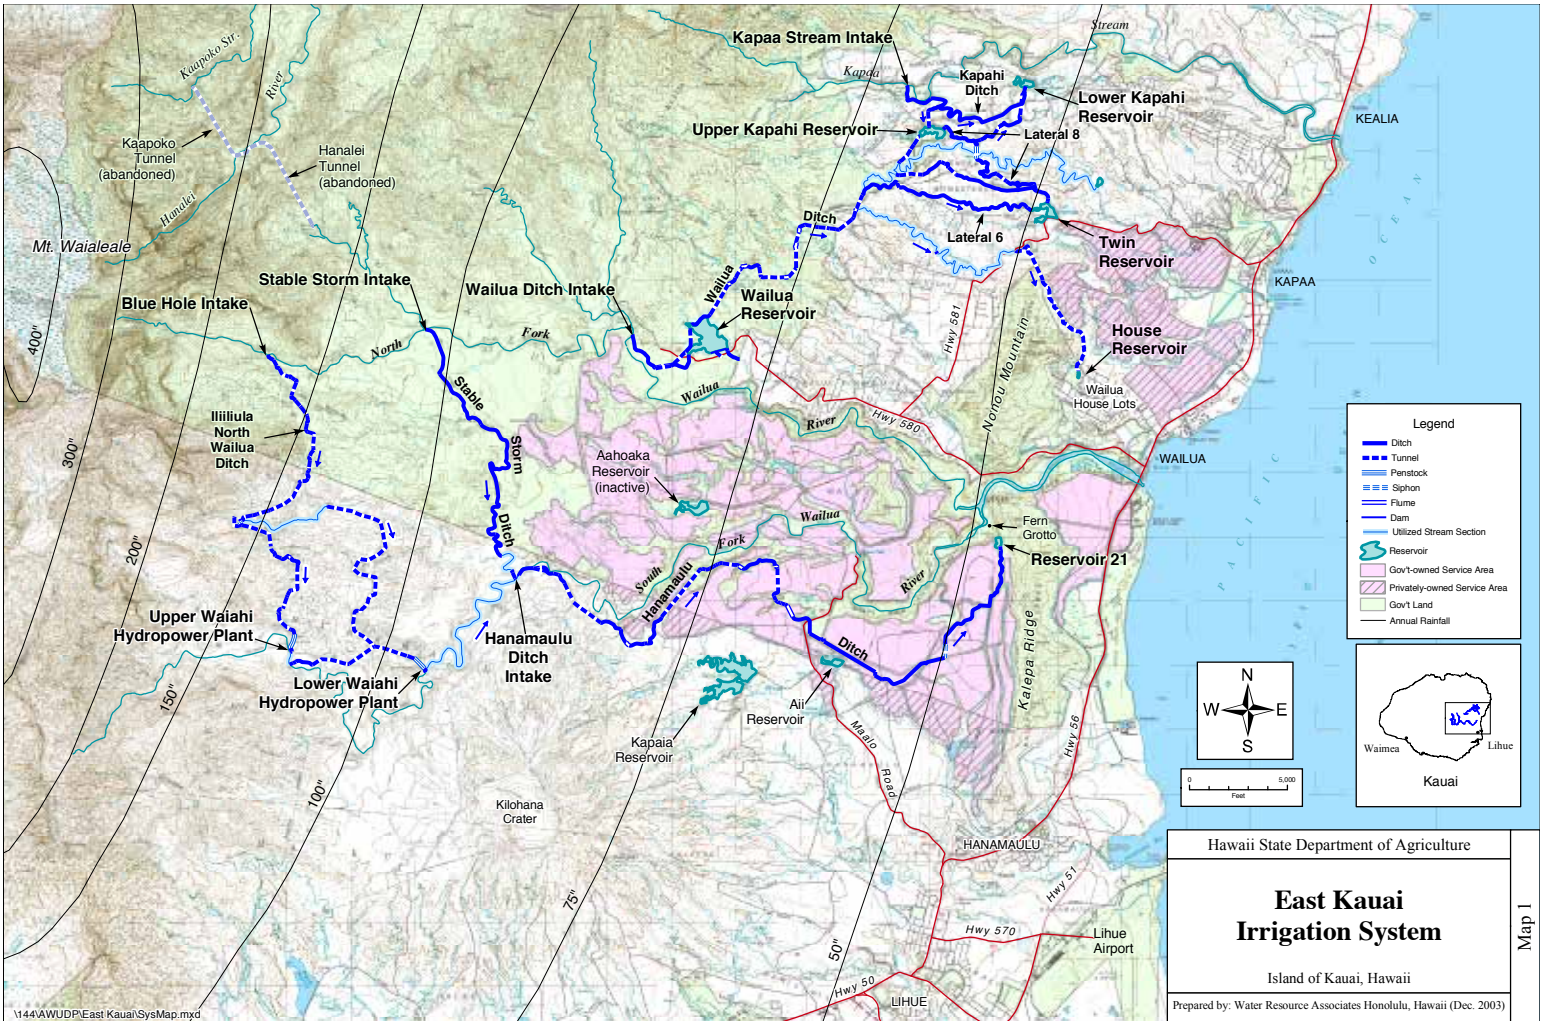 Kaapoko Str.
River
Kaapoko
Tunnel
(abandoned)
Hanalei
Tunnel
(abandoned)
Hanalei
Mt. Waialeale
Blue Hole Intake
Stable Storm Intake
Wailua Ditch Intake
400"
300"
200"
150"
100"
75"
50"
Kapaa Stream Intake
Stream
Kapaa
Kapahi
Ditch
Lower Kapahi
Reservoir
Upper Kapahi Reservoir
Lateral 8
KEALIA
Ditch
Lateral 6
Twin
Reservoir
KAPAA
Wailua
Wailua
Reservoir
Hwy 581
Nonou Mountain
House
Reservoir
Wailua
House Lots
North
Fork
Wailua
River
Hwy 580
WAILUA
PACIFIC OCEAN
Iliiliula
North
Wailua
Ditch
Stable
Storm
Ditch
Aahoaka
Reservoir
(inactive)
South
Fork
Wailua
River
Fern
Grotto
Reservoir 21
Hanamaulu
Ditch
Upper Waiahi
Hydropower Plant
Lower Waiahi
Hydropower Plant
Hanamaulu
Ditch
Intake
Kapaia
Reservoir
Aii
Reservoir
Maalo
Road
Kalepa Ridge
Hwy 56
Kilohana
Crater
HANAMAULU
Hwy 51
Hwy 570
Lihue
Airport
Hwy 50
LIHUE
Legend
Ditch
Tunnel
Penstock
Siphon
Flume
Dam
Utilized Stream Section
Reservoir
Gov't-owned Service Area
Privately-owned Service Area
Gov't Land
Annual Rainfall
N
W
E
S
0
5,000
Feet
Waimea
Lihue
Kauai
Hawaii State Department of Agriculture
East Kauai
Irrigation System
Island of Kauai, Hawaii
Prepared by: Water Resource Associates Honolulu, Hawaii (Dec. 2003)
Map 1
\144\AWUDP\East Kauai\SysMap.mxd